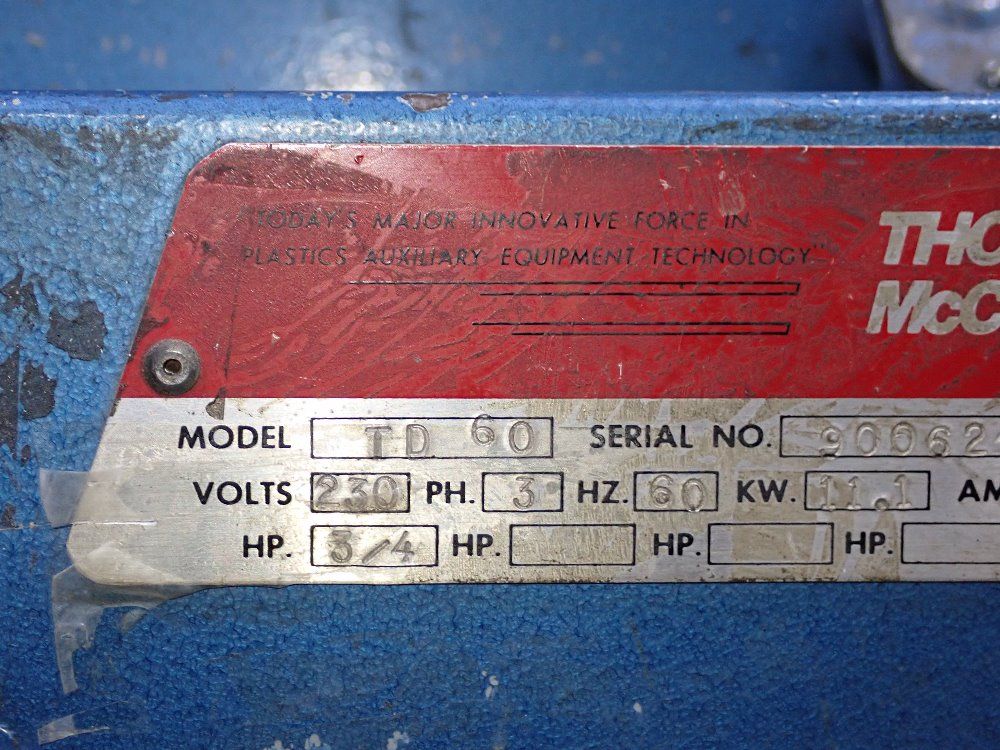 "TODAY'S MAJOR INNOVATIVE FORCE IN
PLASTICS AUXILIARY EQUIPMENT TECHNOLOGY"
THO
McC
MODEL TD 60 SERIAL NO. 90062
VOLTS 230 PH. 3 HZ. 60 KW. 11.1 AM
HP. 3/4 HP. HP. HP.